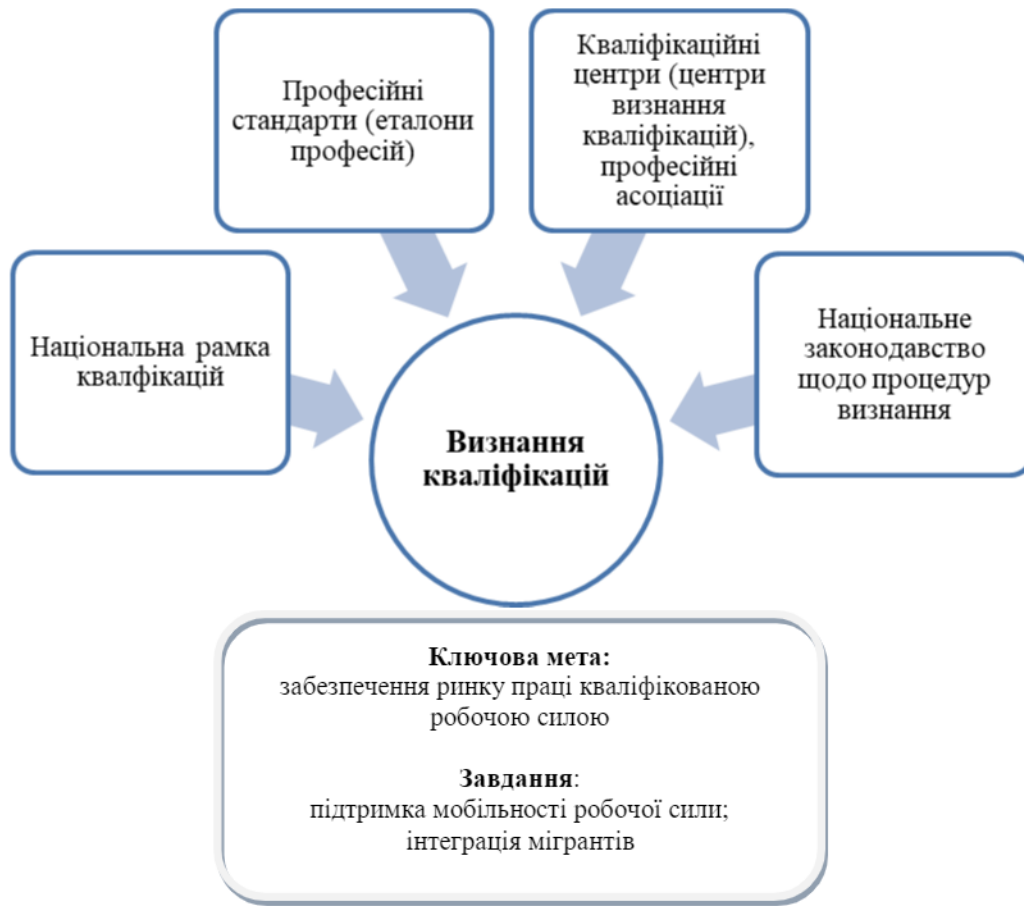 Професійні
стандарти (еталони
професій)
Кваліфікаційні
центри (центри
визнання
кваліфікацій),
професійні
асоціації
Національна рамка
квалфікацій
Національне
законодавство
щодо процедур
визнання
Визнання
кваліфікацій
Ключова мета:
забезпечення ринку праці кваліфікованою
робочою силою
Завдання:
підтримка мобільності робочої сили;
інтеграція мігрантів